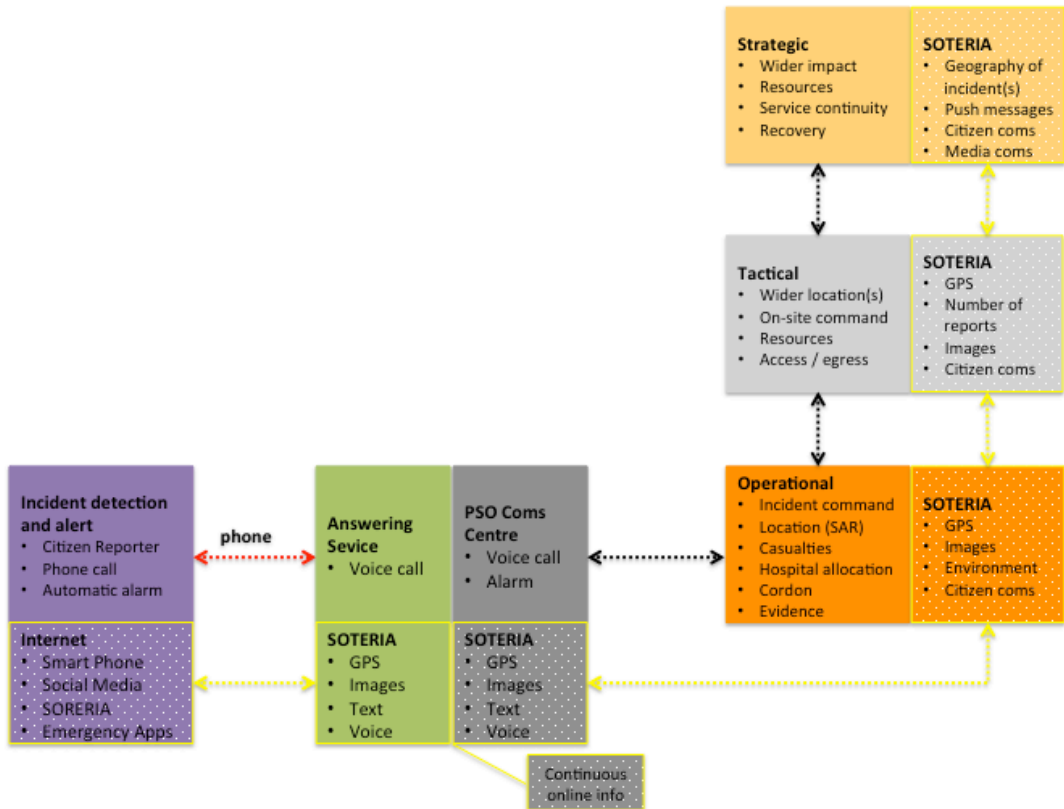 Strategic
• Wider impact
• Resources
• Service continuity
• Recovery
SOTERIA
• Geography of
incident(s)
• Push messages
• Citizen coms
• Media coms
Tactical
• Wider location(s)
• On-site command
• Resources
• Access / egress
SOTERIA
• GPS
• Number of
reports
• Images
• Citizen coms
Incident detection
and alert
• Citizen Reporter
• Phone call
• Automatic alarm
phone
Answering
Sevice
• Voice call
PSO Coms
Centre
• Voice call
• Alarm
Operational
• Incident command
• Location (SAR)
• Casualties
• Hospital allocation
• Cordon
• Evidence
SOTERIA
• GPS
• Images
• Environment
• Citizen coms
Internet
• Smart Phone
• Social Media
• SORERIA
• Emergency Apps
SOTERIA
• GPS
• Images
• Text
• Voice
SOTERIA
• GPS
• Images
• Text
• Voice
Continuous
online info